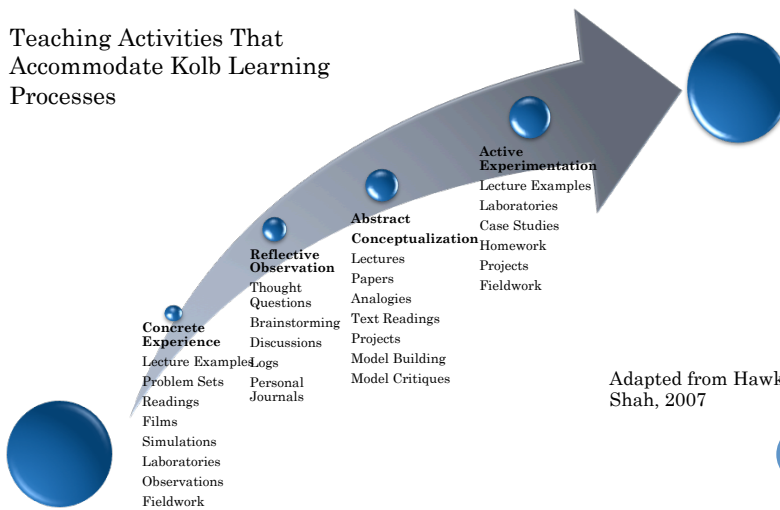 Teaching Activities That
Accommodate Kolb Learning
Processes
Concrete
Experience
Lecture Examples
Problem Sets
Readings
Films
Simulations
Laboratories
Observations
Fieldwork
Reflective
Observation
Thought
Questions
Brainstorming
Discussions
Logs
Personal
Journals
Abstract
Conceptualization
Lectures
Papers
Analogies
Text Readings
Projects
Model Building
Model Critiques
Active
Experimentation
Lecture Examples
Laboratories
Case Studies
Homework
Projects
Fieldwork
Adapted from Hawk
Shah, 2007